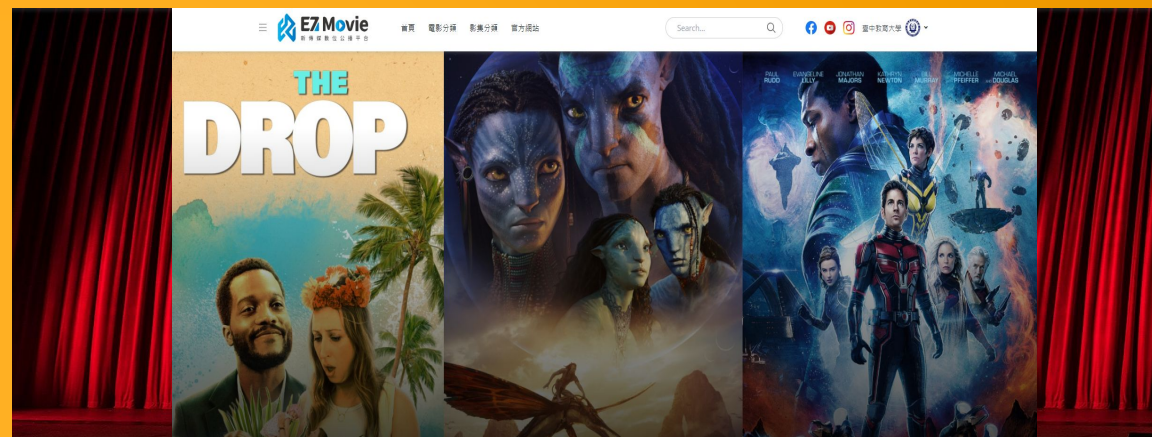 EZ Movie
新傳媒數位公播平台
首頁 電影分類 影集分類 官方網站
Search...
臺中教育大學
THE
DROP
PAUL RUDD
EVANGELINE LILLY
JONATHAN MAJORS
KATHRYN NEWTON
BILL MURRAY
MICHELLE PFEIFFER
MICHAEL DOUGLAS